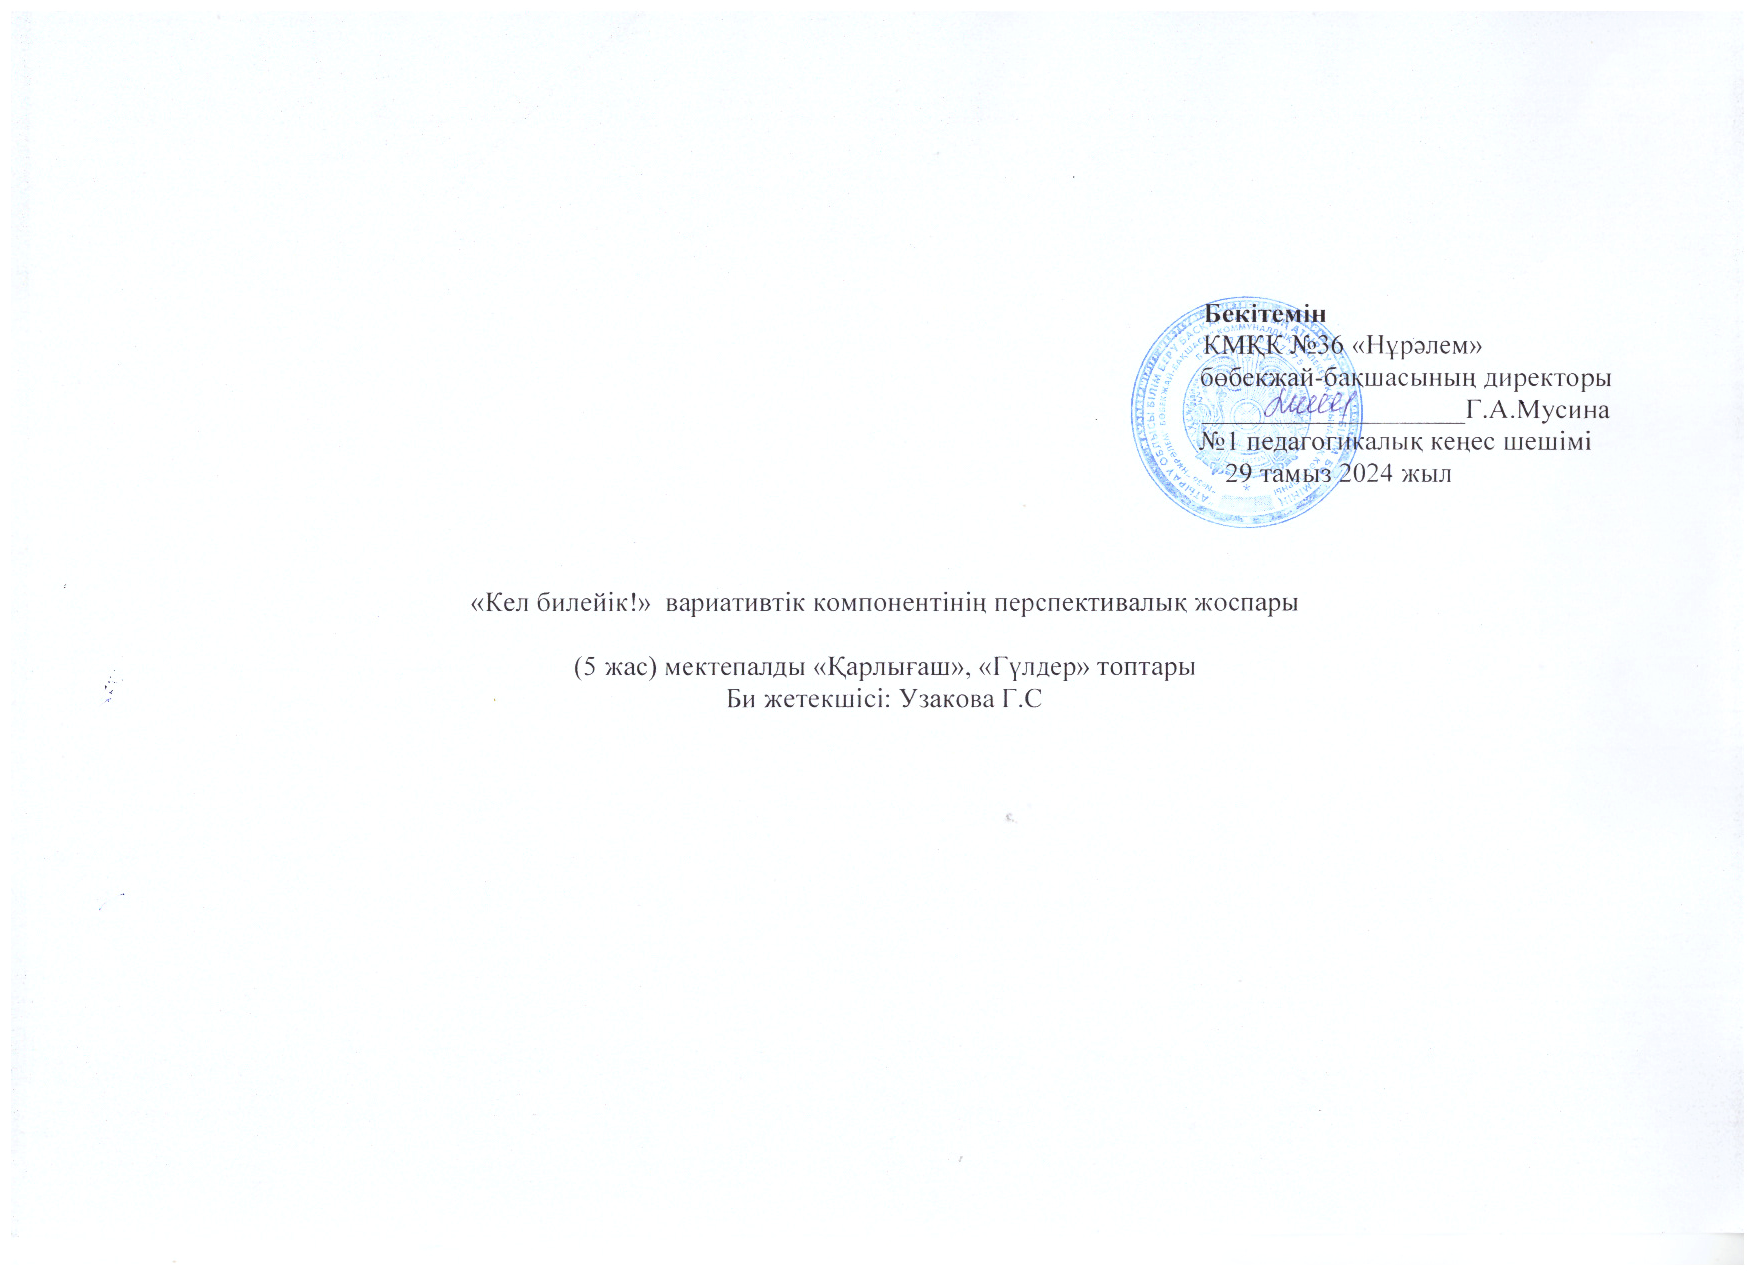 Бекітемін
КМҚК №36 «Нұрәлем»
бөбекжай-бақшасының директоры
____________________Г.А.Мусина
№1 педагогикалық кеңес шешімі
29 тамыз 2024 жыл
«Кел билейік!»  вариативтік компонентінің перспективалық жоспары
(5 жас) мектепалды «Қарлығаш», «Гүлдер» топтары
Би жетекшісі: Узакова Г.С